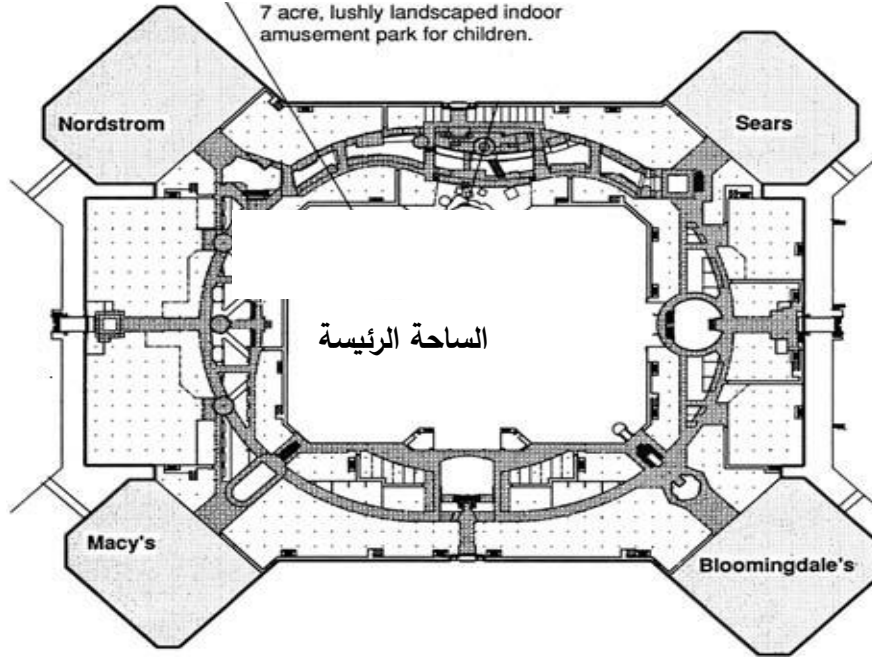 7 acre, lushly landscaped indoor
amusement park for children.
Nordstrom
Sears
الساحة الرئيسة
Macy's
Bloomingdale's